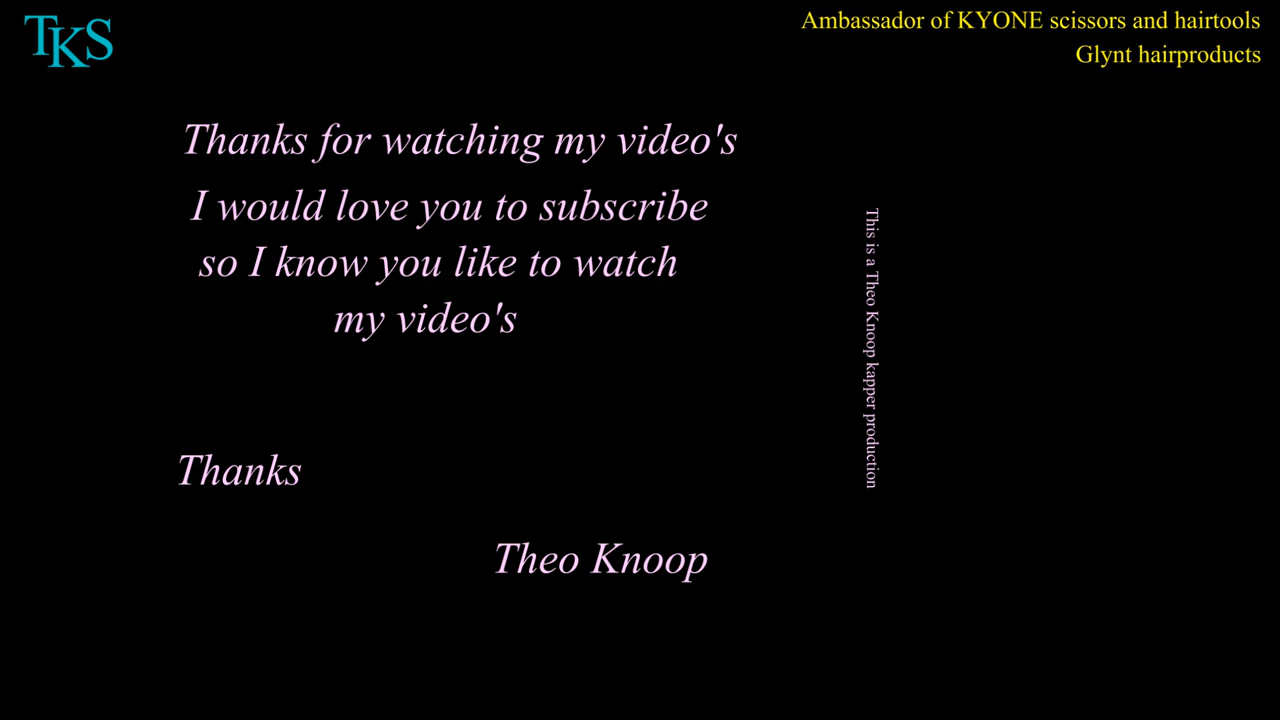 TKS
Ambassador of KYONE scissors and hairtools
Glynt hairproducts
Thanks for watching my video's
I would love you to subscribe
so I know you like to watch
my video's
This is a Theo Knoop kapper production
Thanks
Theo Knoop